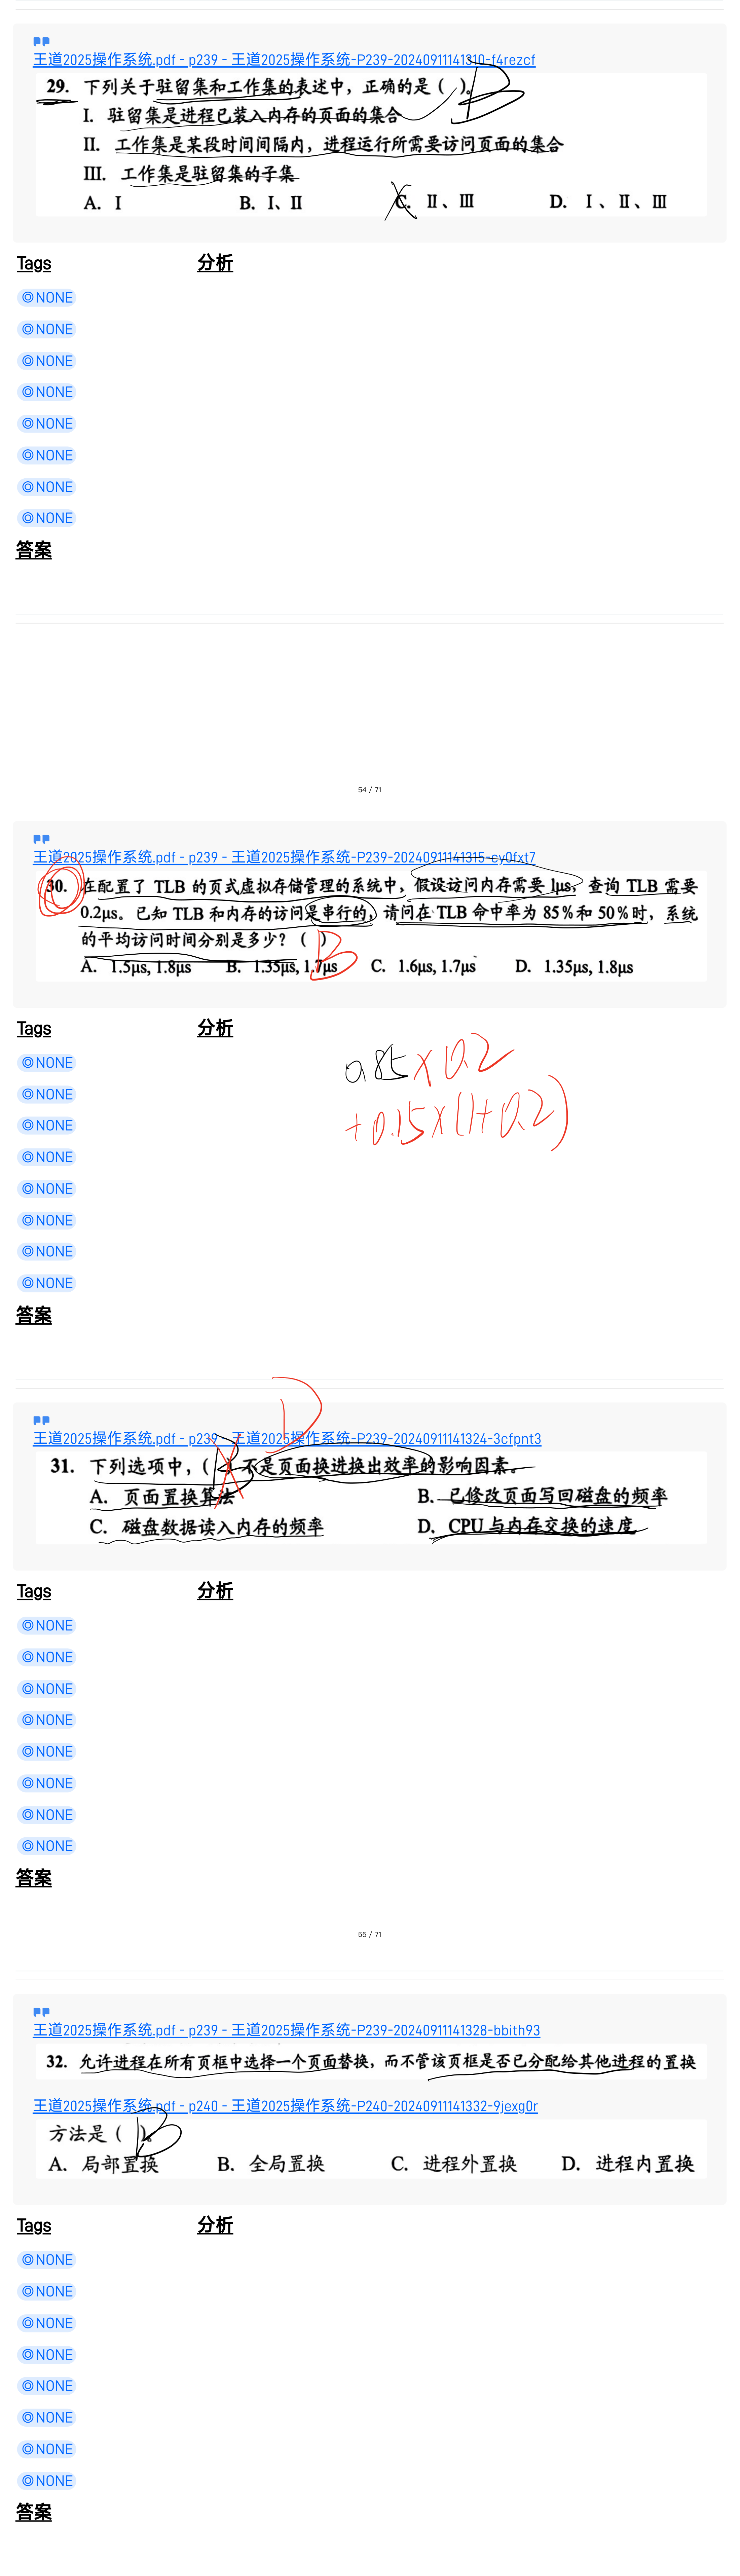 王道2025操作系统.pdf - p239 - 王道2025操作系统-P239-20240911141310-f4rezcf
29. 下列关于驻留集和工作集的表述中，正确的是（ ）。B
I. 驻留集是进程已装入内存的页面的集合
II. 工作集是某段时间间隔内，进程运行所需要访问页面的集合
III. 工作集是驻留集的子集
A. I B. I、II C. II、III D. I、II、III
Tags 分析
NONE
NONE
NONE
NONE
NONE
NONE
NONE
NONE
答案
54 / 71
王道2025操作系统.pdf - p239 - 王道2025操作系统-P239-20240911141315-cy0fxt7
30. 在配置了 TLB 的页式虚拟存储管理的系统中，假设访问内存需要 1μs，查询 TLB 需要
0.2μs。已知 TLB 和内存的访问是串行的，请问在 TLB 命中率为 85%和 50%时，系统
的平均访问时间分别是多少？（ ）B
A. 1.5μs, 1.8μs B. 1.35μs, 1.7μs C. 1.6μs, 1.7μs D. 1.35μs, 1.8μs
Tags 分析
0.85×0.2
+0.15×(1+0.2)
NONE
NONE
NONE
NONE
NONE
NONE
NONE
NONE
答案
D
王道2025操作系统.pdf - p239 - 王道2025操作系统-P239-20240911141324-3cfpnt3
31. 下列选项中，（ B ）不是页面换进换出效率的影响因素。
A. 页面置换算法 B. 已修改页面写回磁盘的频率
C. 磁盘数据读入内存的频率 D. CPU 与内存交换的速度
Tags 分析
NONE
NONE
NONE
NONE
NONE
NONE
NONE
NONE
答案
55 / 71
王道2025操作系统.pdf - p239 - 王道2025操作系统-P239-20240911141328-bbith93
32. 允许进程在所有页框中选择一个页面替换，而不管该页框是否已分配给其他进程的置换
王道2025操作系统.pdf - p240 - 王道2025操作系统-P240-20240911141332-9jexg0r
方法是（ B ）。
A. 局部置换 B. 全局置换 C. 进程外置换 D. 进程内置换
Tags 分析
NONE
NONE
NONE
NONE
NONE
NONE
NONE
NONE
答案